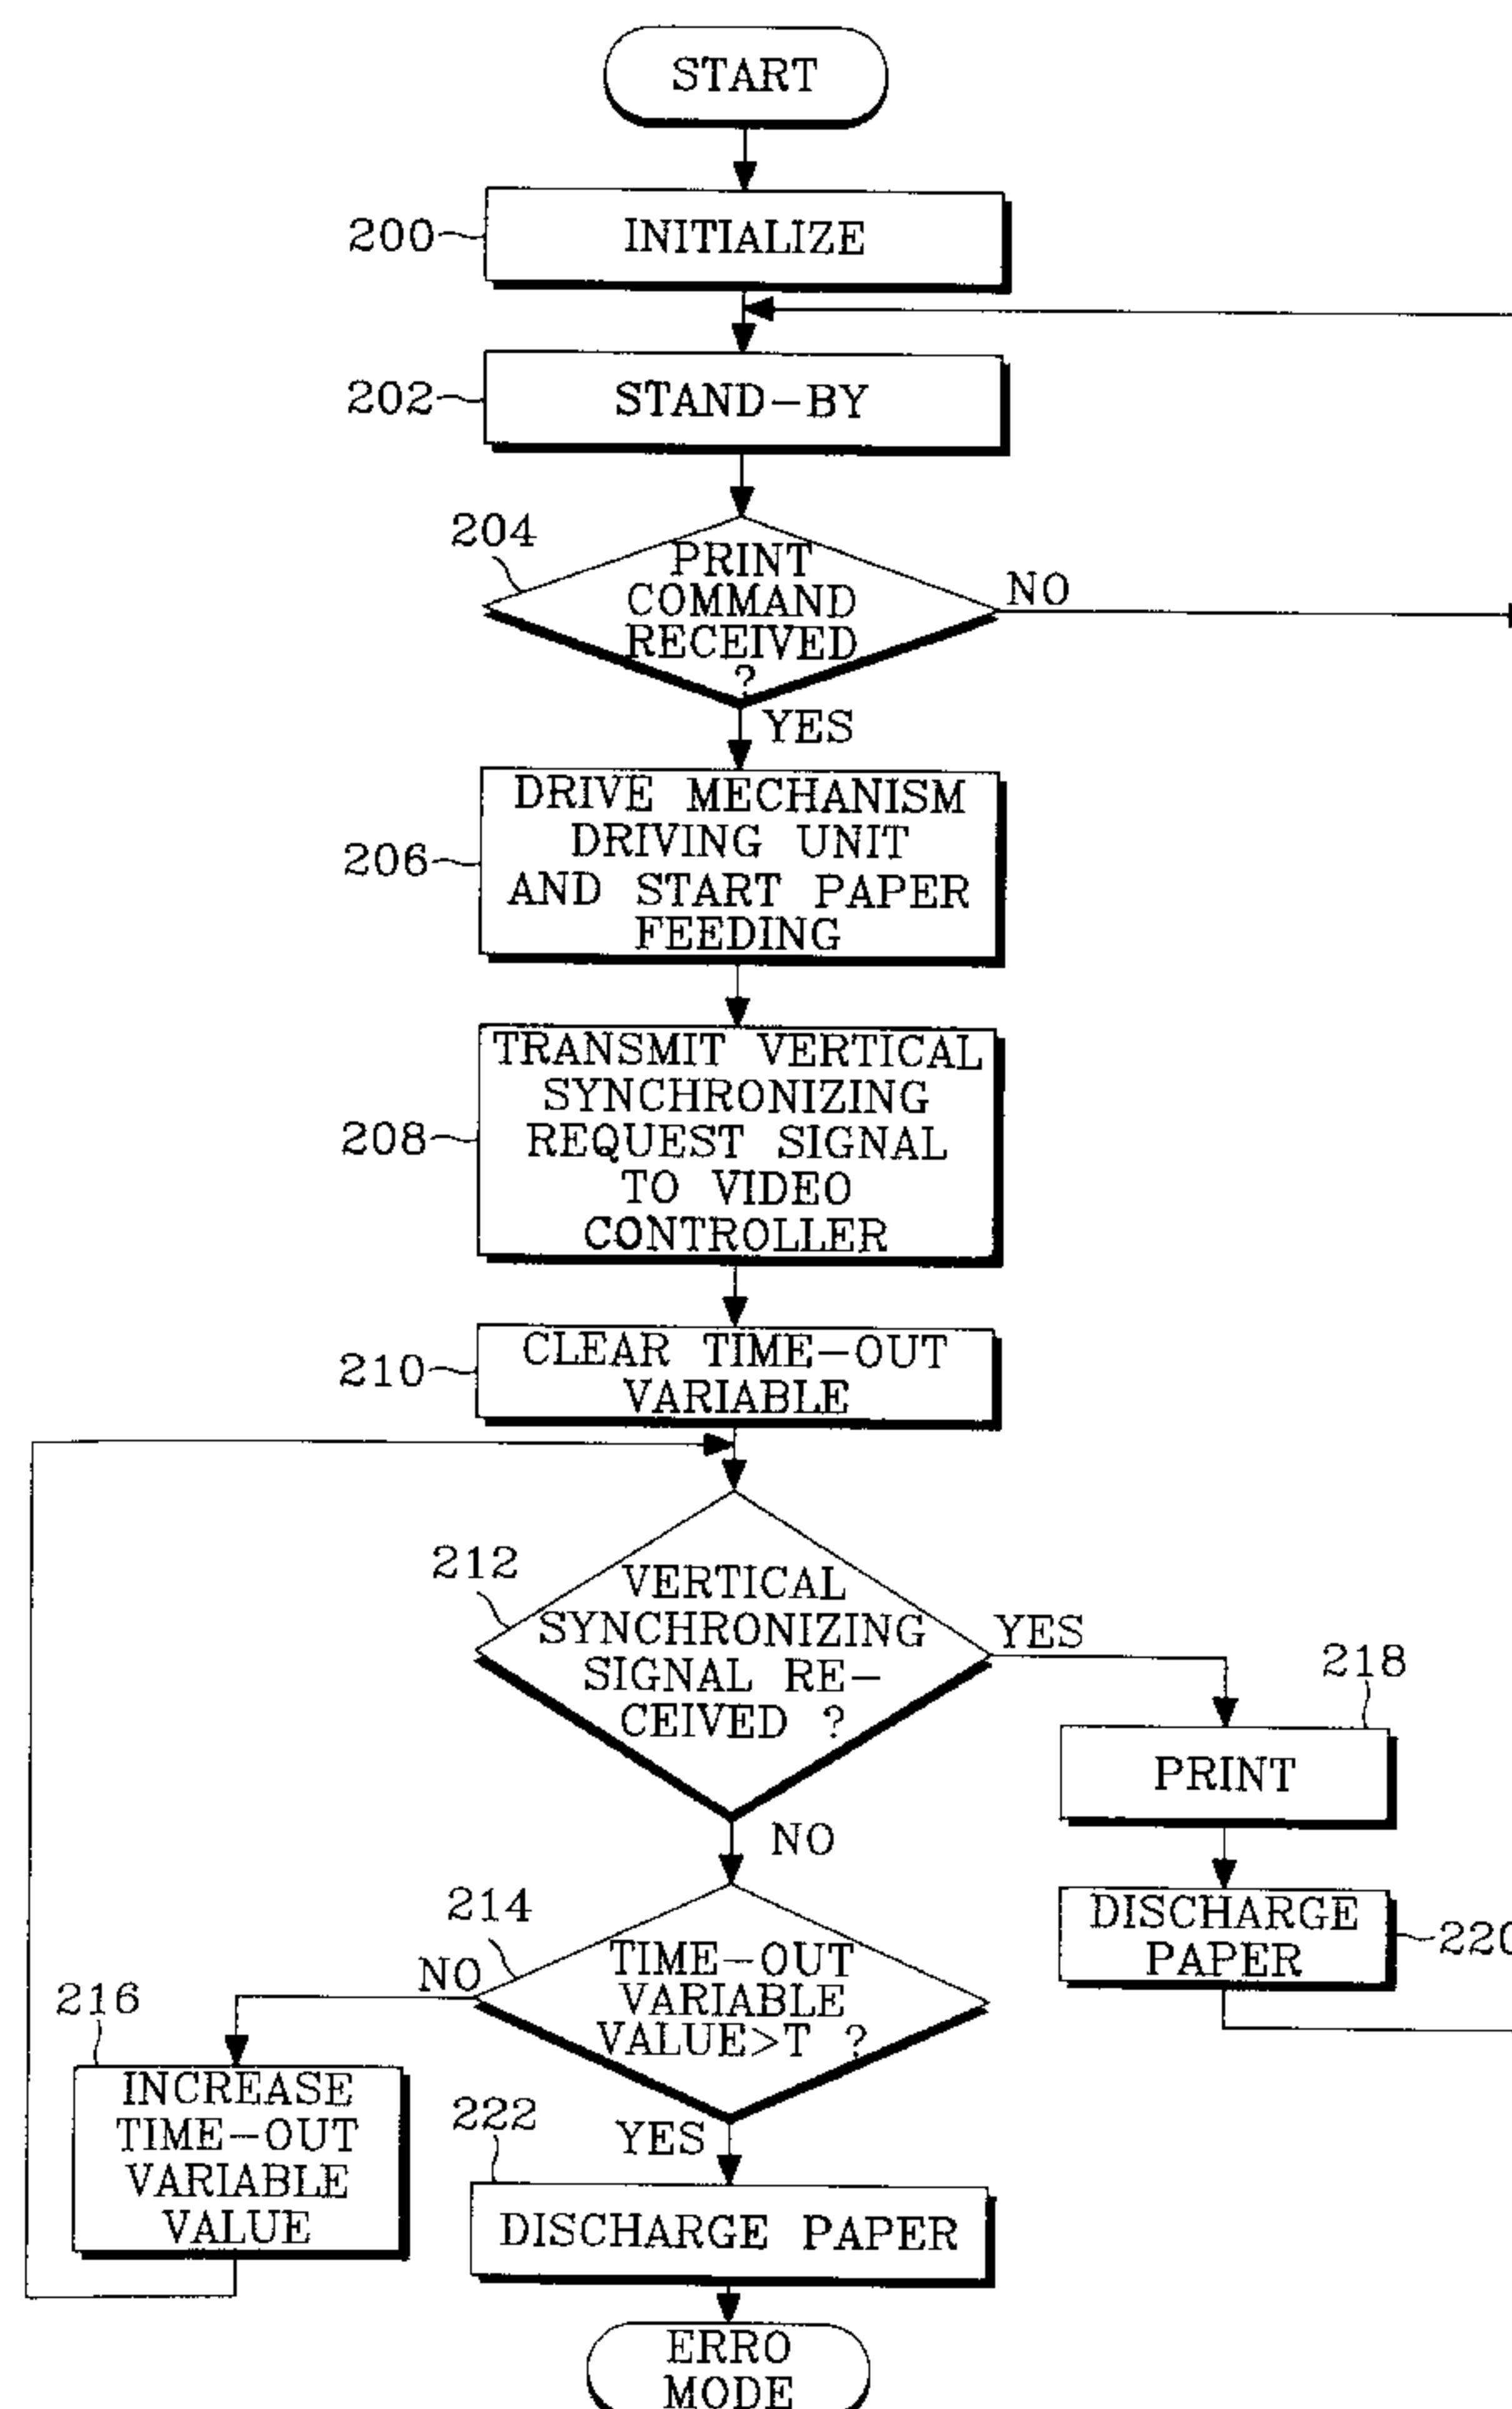 START
200
INITIALIZE
202
STAND-BY
204
PRINT
COMMAND
RECEIVED
?
NO
YES
206
DRIVE MECHANISM
DRIVING UNIT
AND START PAPER
FEEDING
208
TRANSMIT VERTICAL
SYNCHRONIZING
REQUEST SIGNAL
TO VIDEO
CONTROLLER
210
CLEAR TIME-OUT
VARIABLE
212
VERTICAL
SYNCHRONIZING
SIGNAL RE-
CEIVED ?
YES
NO
218
PRINT
220
DISCHARGE
PAPER
214
TIME-OUT
VARIABLE
VALUE>T ?
NO
YES
216
INCREASE
TIME-OUT
VARIABLE
VALUE
222
DISCHARGE PAPER
ERRO
MODE